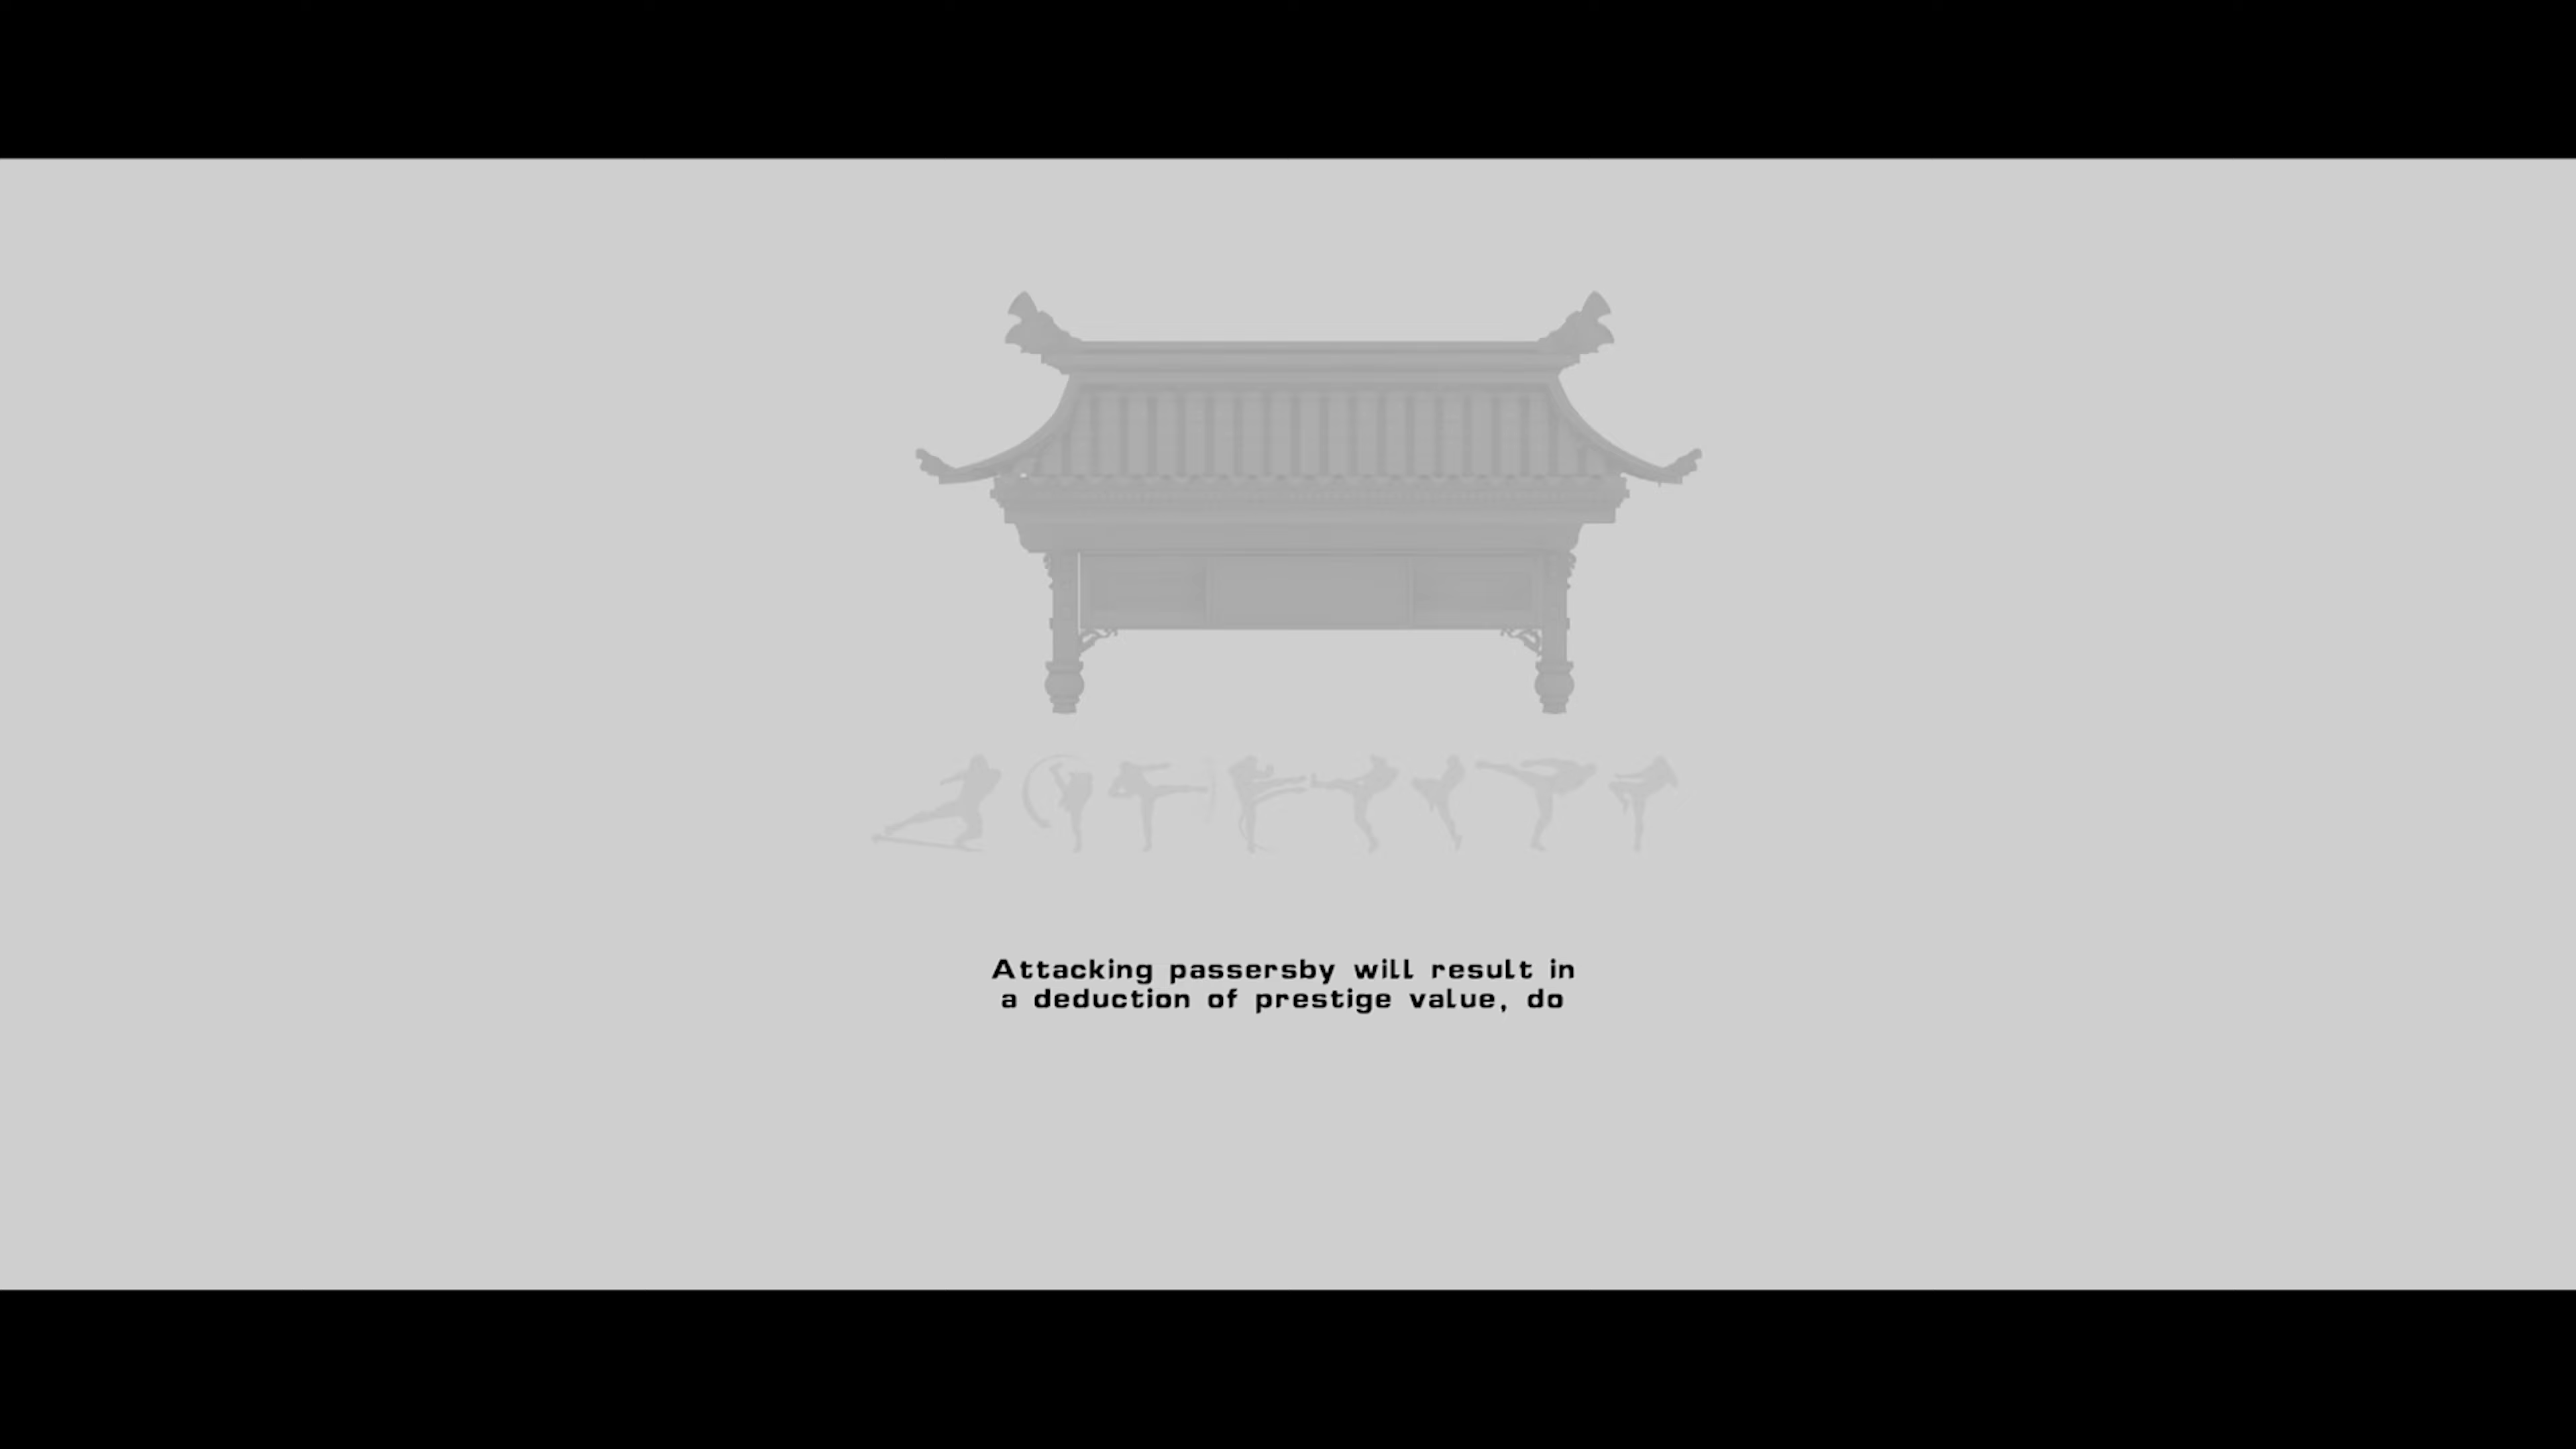 Attacking passersby will result in
a deduction of prestige value, do